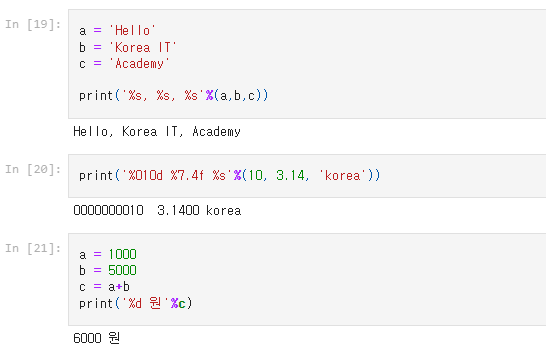 In [19]:
a = 'Hello'
b = 'Korea IT'
c = 'Academy'
print('%s, %s, %s'%(a,b,c))
Hello, Korea IT, Academy
In [20]:
print('%010d %7.4f %s'%(10, 3.14, 'korea'))
0000000010  3.1400 korea
In [21]:
a = 1000
b = 5000
c = a+b
print('%d 원'%c)
6000 원